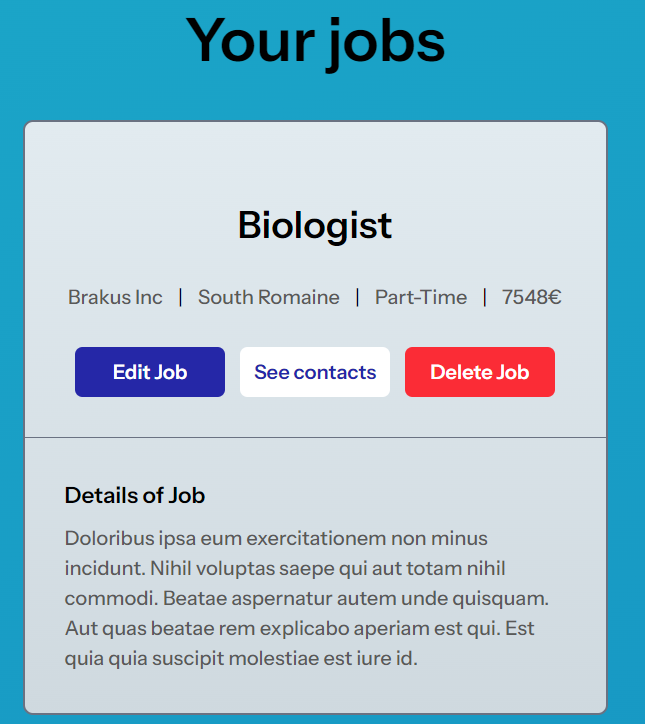 Your jobs
Biologist
Brakus Inc | South Romaine | Part-Time | 7548€
Edit Job See contacts Delete Job
Details of Job
Doloribus ipsa eum exercitationem non minus
incidunt. Nihil voluptas saepe qui aut totam nihil
commodi. Beatae aspernatur autem unde quisquam.
Aut quas beatae rem explicabo aperiam est qui. Est
quia quia suscipit molestiae est iure id.